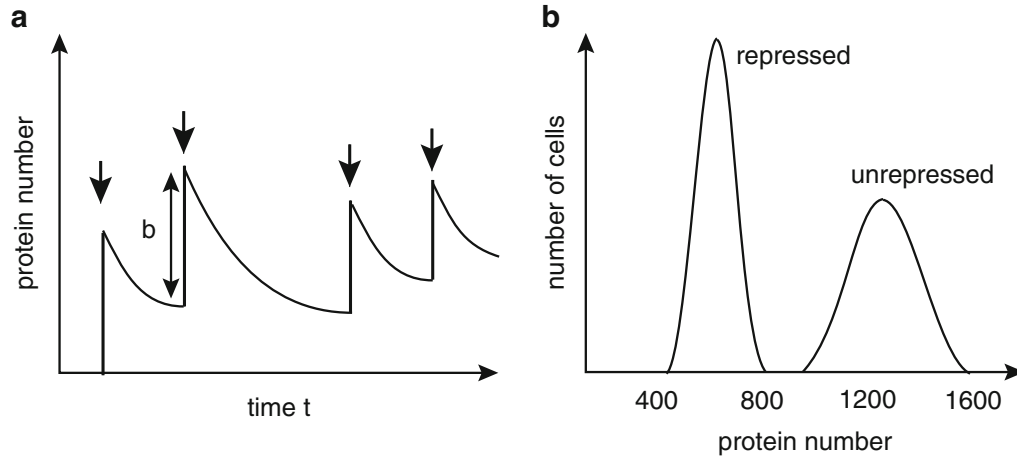 a
protein number
b
time t
b
number of cells
repressed
unrepressed
400 800 1200 1600
protein number